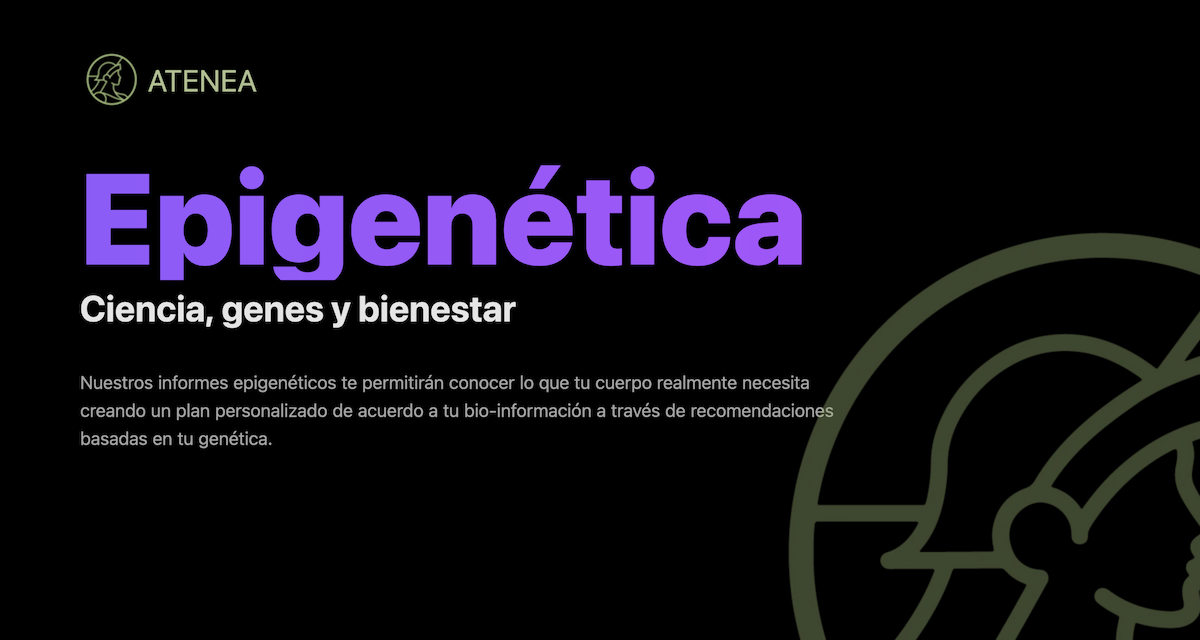 ATENEA
Epigenética
Ciencia, genes y bienestar
Nuestros informes epigenéticos te permitirán conocer lo que tu cuerpo realmente necesita
creando un plan personalizado de acuerdo a tu bio-información a través de recomendaciones
basadas en tu genética.